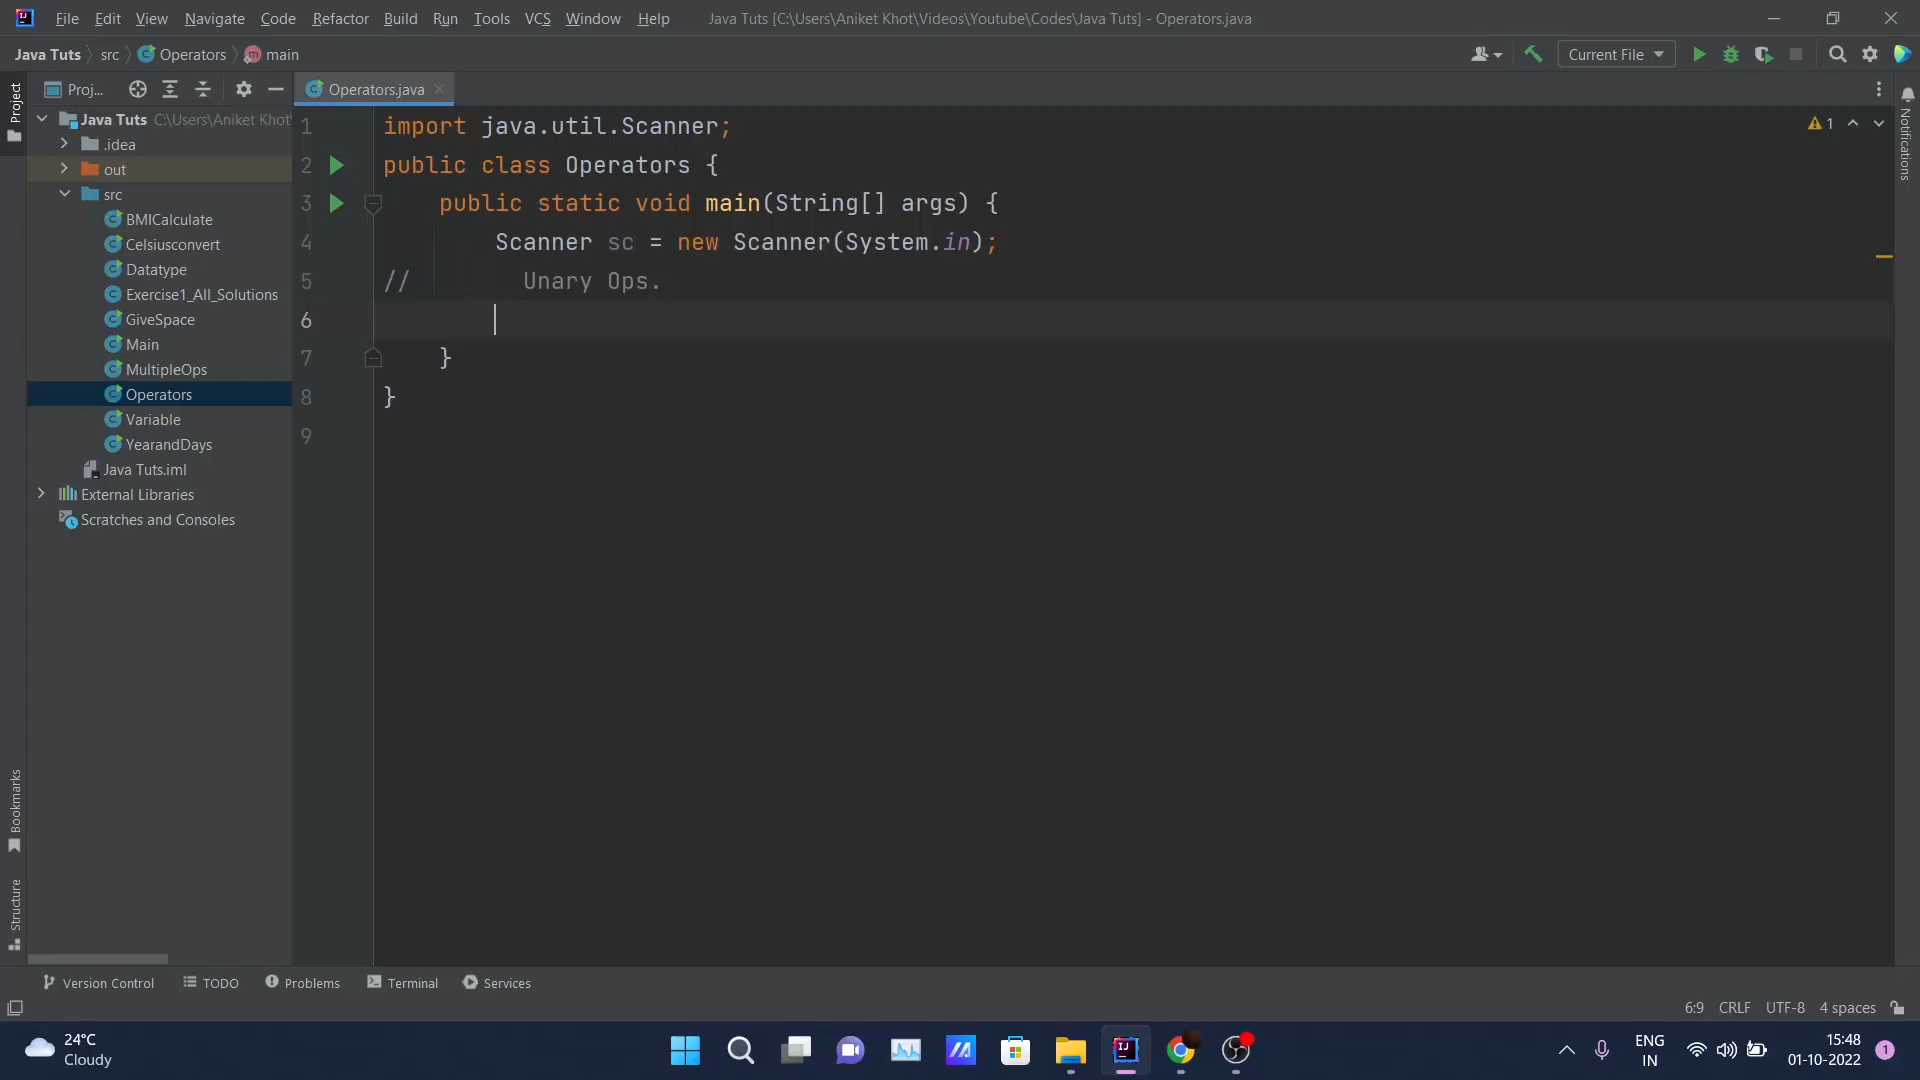 File Edit View Navigate Code Refactor Build Run Tools VCS Window Help Java Tuts [C:\Users\Aniket Khot\Videos\Youtube\Codes\Java Tuts] - Operators.java
Java Tuts src Operators main Current File
Project
Proj...
Operators.java
Notifications
Java Tuts C:\Users\Aniket Khot\
.idea
out
src
BMICalculate
Celsiusconvert
Datatype
Exercise1_All_Solutions
GiveSpace
Main
MultipleOps
Operators
Variable
YearandDays
Java Tuts.iml
External Libraries
Scratches and Consoles
1 import java.util.Scanner;
2 public class Operators {
3 public static void main(String[] args) {
4 Scanner sc = new Scanner(System.in);
5 // Unary Ops.
6
7 }
8 }
9
1
Bookmarks
Structure
Version Control TODO Problems Terminal Services
6:9 CRLF UTF-8 4 spaces
24°C
Cloudy
ENG
IN
15:48
01-10-2022
1